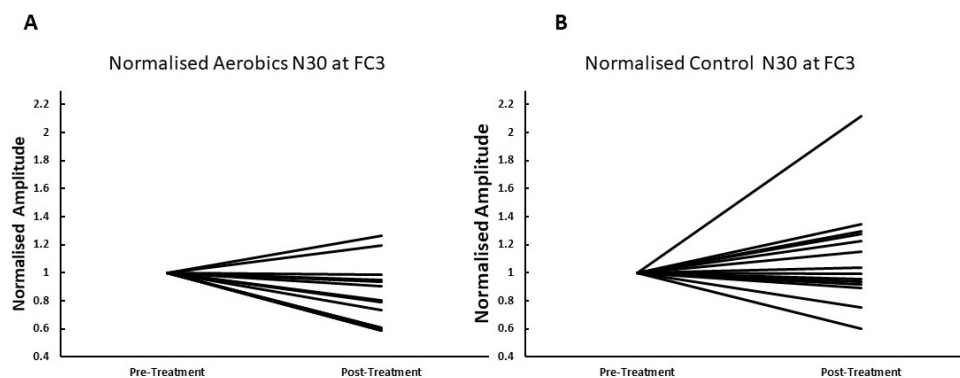 A
Normalised Aerobics N30 at FC3
Normalised Amplitude
2.2
2
1.8
1.6
1.4
1.2
1
0.8
0.6
0.4
Pre-Treatment
Post-Treatment
B
Normalised Control N30 at FC3
Normalised Amplitude
2.2
2
1.8
1.6
1.4
1.2
1
0.8
0.6
0.4
Pre-Treatment
Post-Treatment